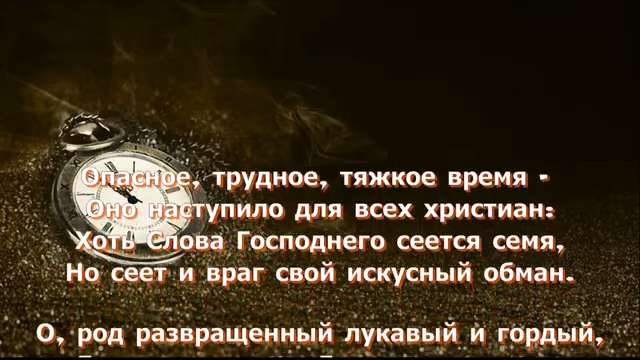 Опасное, трудное, тяжкое время -
Оно наступило для всех христиан:
Хоть Слова Господнего сеется семя,
Но сеет и враг свой искусный обман.
О, род развращенный лукавый и гордый,